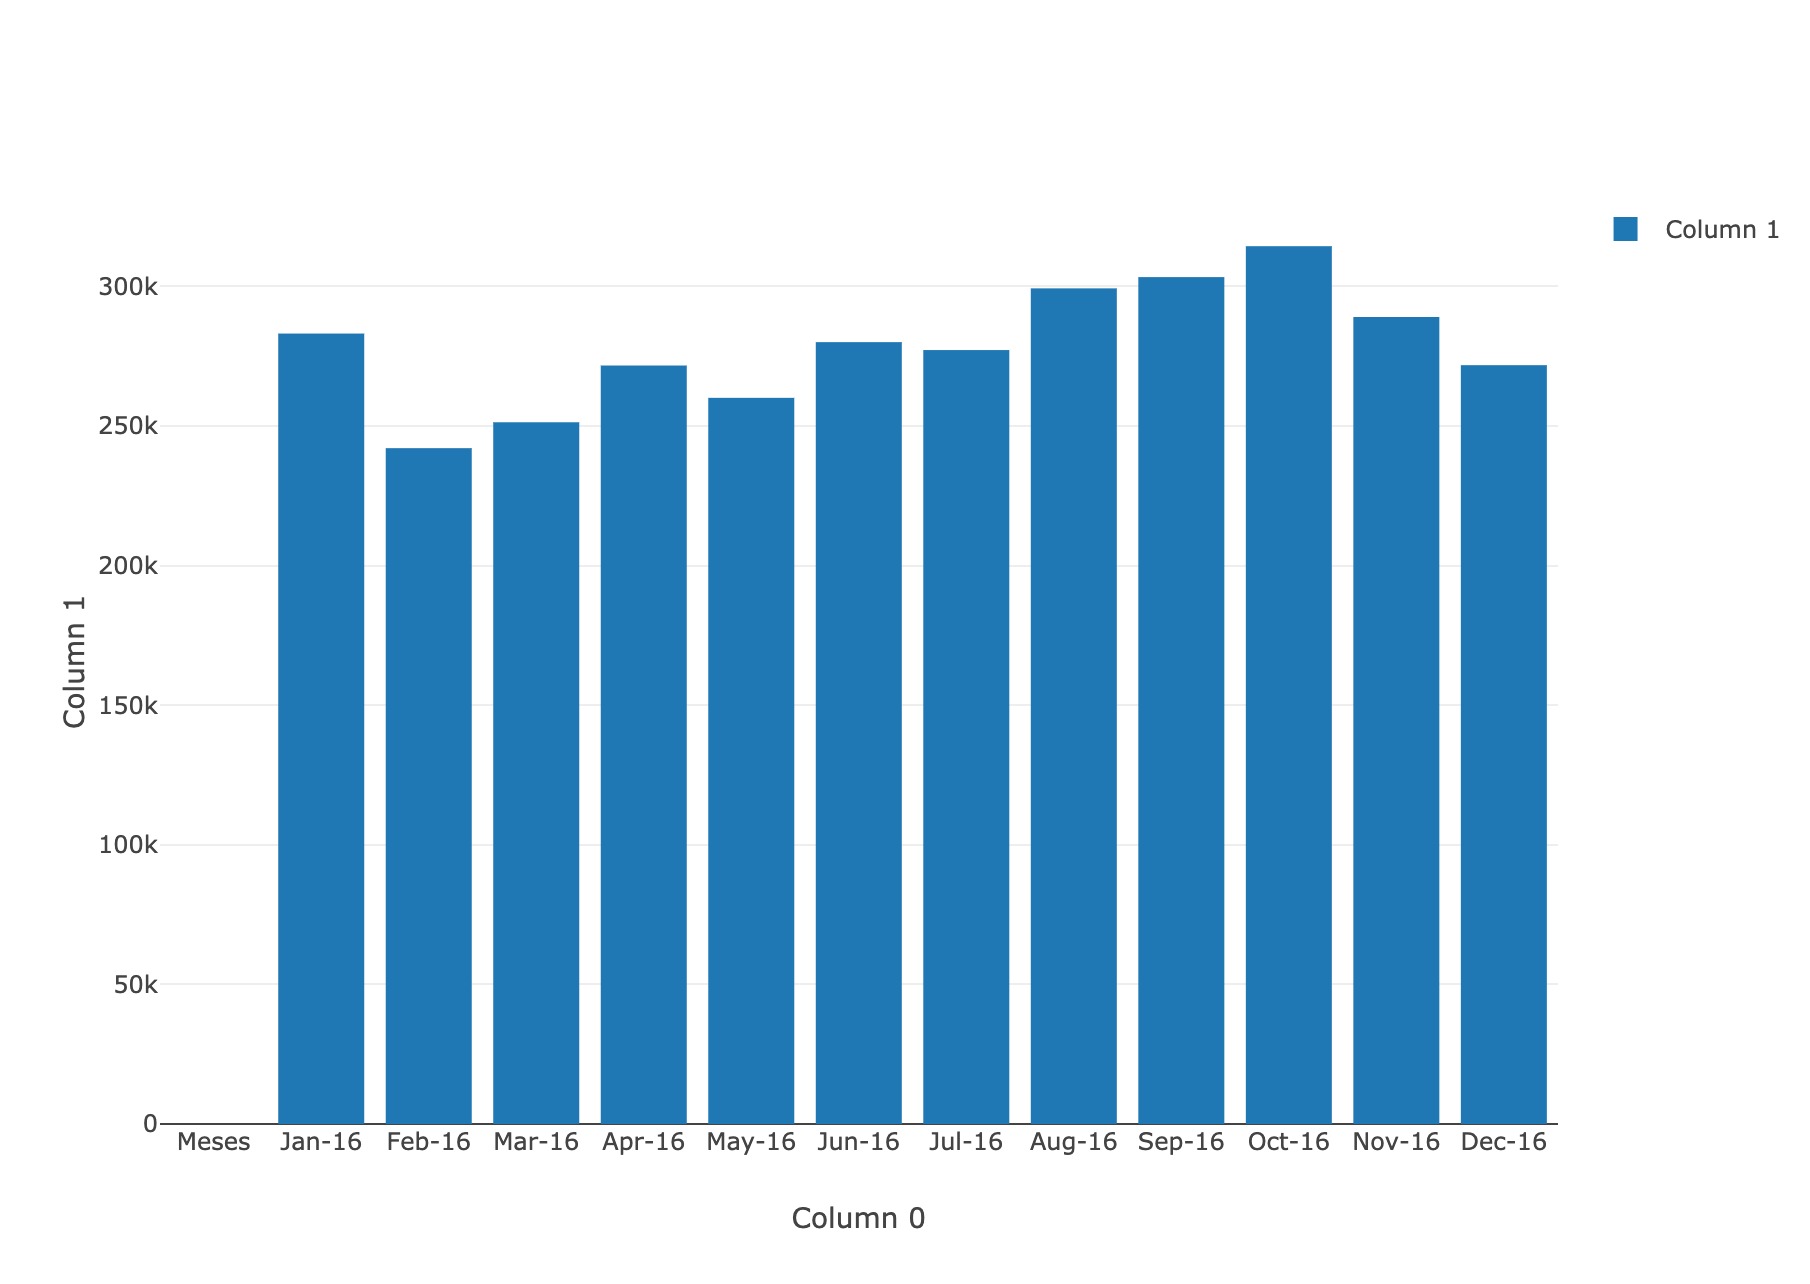 Column 1
300k
250k
200k
150k
100k
50k
0
Column 1
Meses Jan-16 Feb-16 Mar-16 Apr-16 May-16 Jun-16 Jul-16 Aug-16 Sep-16 Oct-16 Nov-16 Dec-16
Column 0